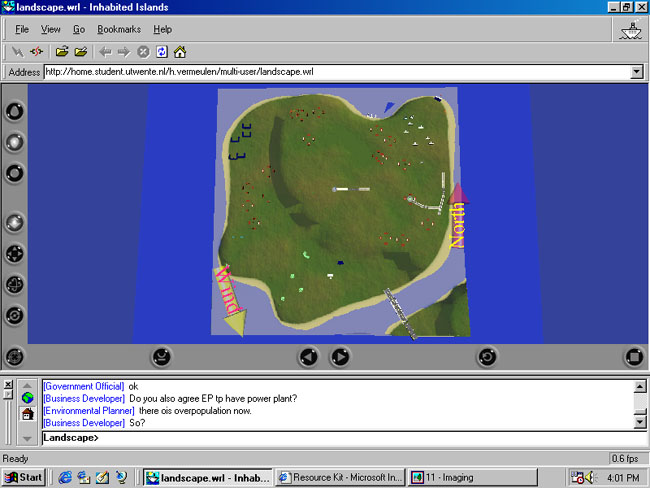 landscape.wrl - Inhabited Islands
File View Go Bookmarks Help
Address http://home.student.utwente.nl/h.vermeulen/multi-user/landscape.wrl
North
Wind
[Government Official] ok
[Business Developer] Do you also agree EP tp have power plant?
[Environmental Planner] there ois overpopulation now.
[Business Developer] So?
Landscape>
Ready 0.6 fps
Start landscape.wrl - Inhab... Resource Kit - Microsoft In... 11 - Imaging 4:01 PM